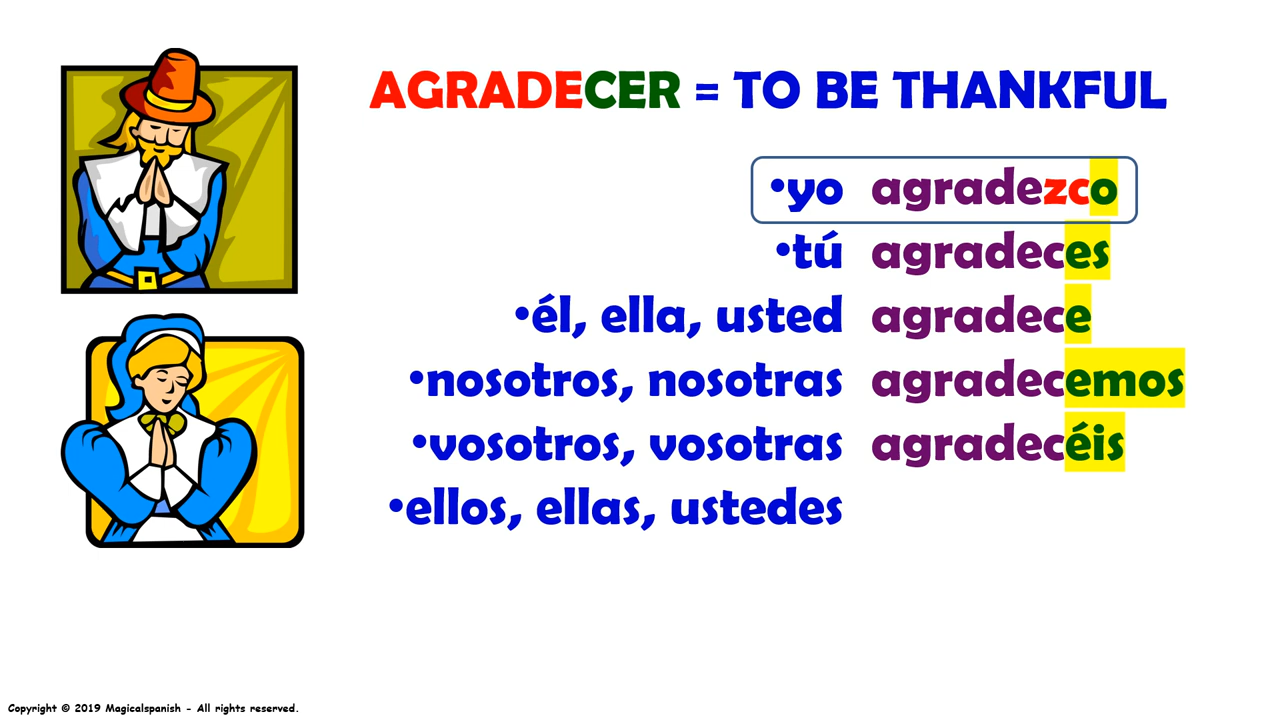 AGRADECER = TO BE THANKFUL
•yo agradezco
•tú agradeces
•él, ella, usted agradece
•nosotros, nosotras agradecemos
•vosotros, vosotras agradecéis
•ellos, ellas, ustedes
Copyright © 2019 Magicalspanish - All rights reserved.